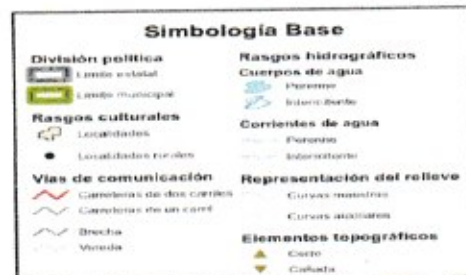 Simbología Base
División política
Límite estatal
Límite municipal
Rasgos culturales
Localidades
Localidades rurales
Vías de comunicación
Carreteras de dos carriles
Carreteras de un carril
Brecha
Vereda
Rasgos hidrográficos
Cuerpos de agua
Perenne
Intermitente
Corrientes de agua
Perenne
Intermitente
Representación del relieve
Curvas maestras
Curvas auxiliares
Elementos topográficos
Cerro
Cañada